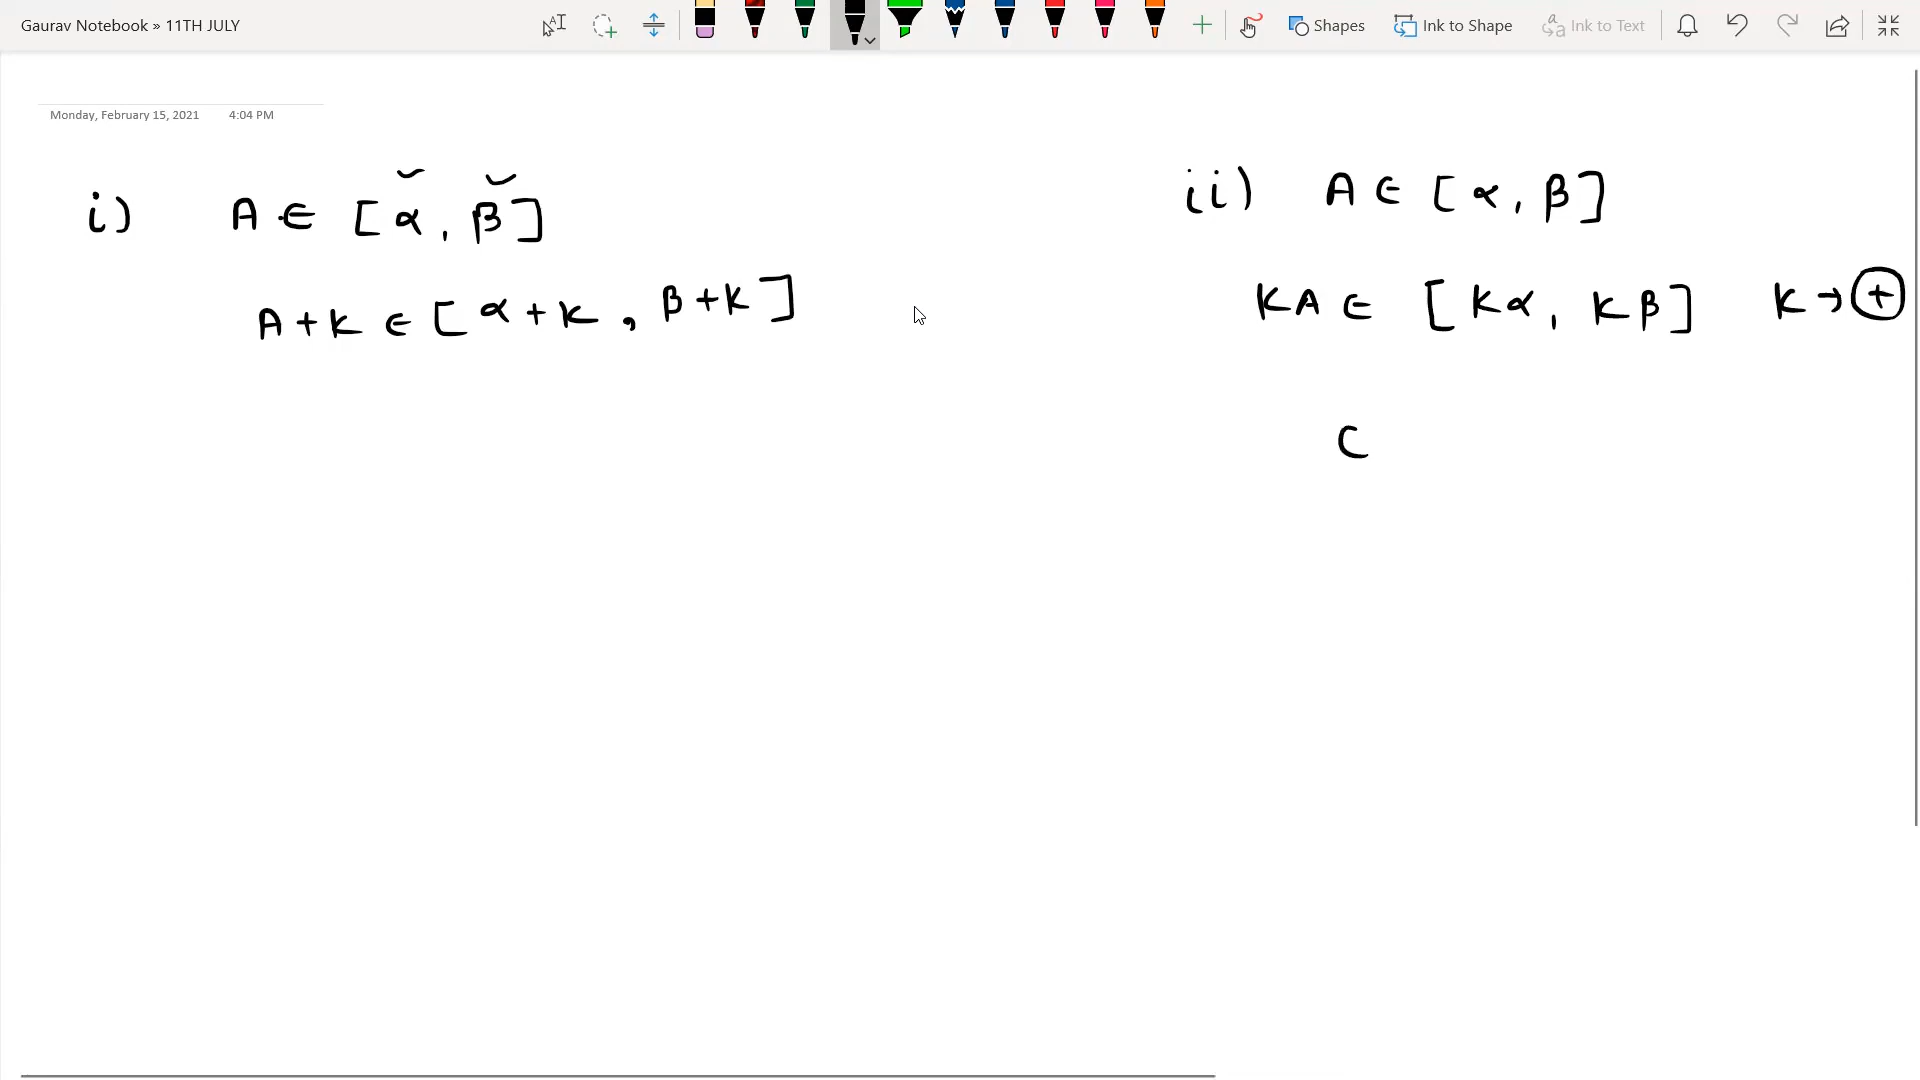 Gaurav Notebook » 11TH JULY
Shapes
Ink to Shape
Ink to Text
Monday, February 15, 2021 4:04 PM
i) A ∈ [α, β]
A+K ∈ [α+K, β+K]
ii) A ∈ [α, β]
KA ∈ [Kα, Kβ] K → +
C